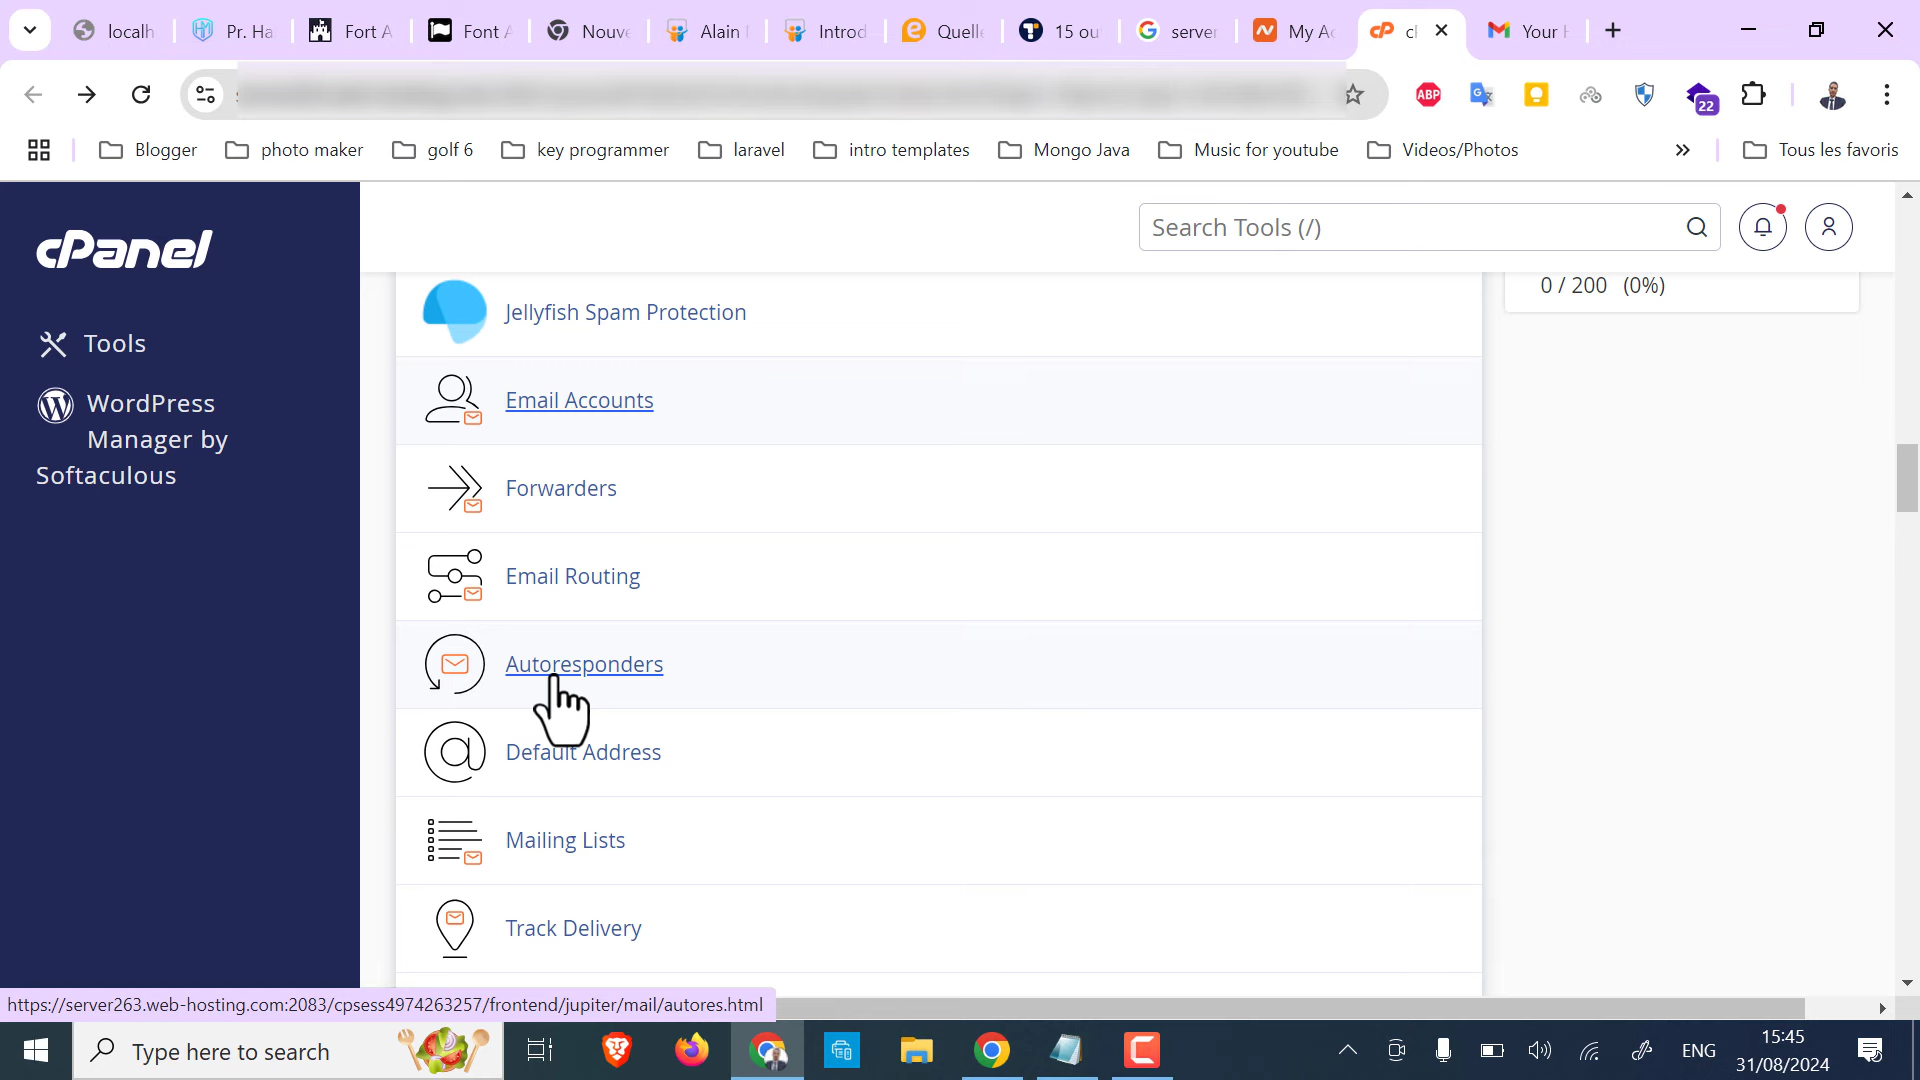 localh
Pr. Ha
Fort A
Font A
Nouve
Alain
Introd
Quelle
15 ou
server
My Ac
cP
Your
ABP
22
Blogger
photo maker
golf 6
key programmer
laravel
intro templates
Mongo Java
Music for youtube
Videos/Photos
Tous les favoris
cPanel
Search Tools (/)
Tools
WordPress
Manager by
Softaculous
0 / 200 (0%)
Jellyfish Spam Protection
Email Accounts
Forwarders
Email Routing
Autoresponders
Default Address
Mailing Lists
Track Delivery
https://server263.web-hosting.com:2083/cpsess4974263257/frontend/jupiter/mail/autores.html
Type here to search
ENG
15:45
31/08/2024